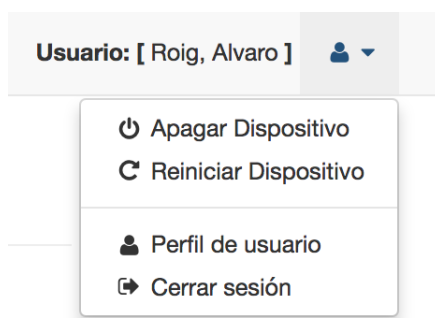 Usuario: [ Roig, Alvaro ]
Apagar Dispositivo
Reiniciar Dispositivo
Perfil de usuario
Cerrar sesión